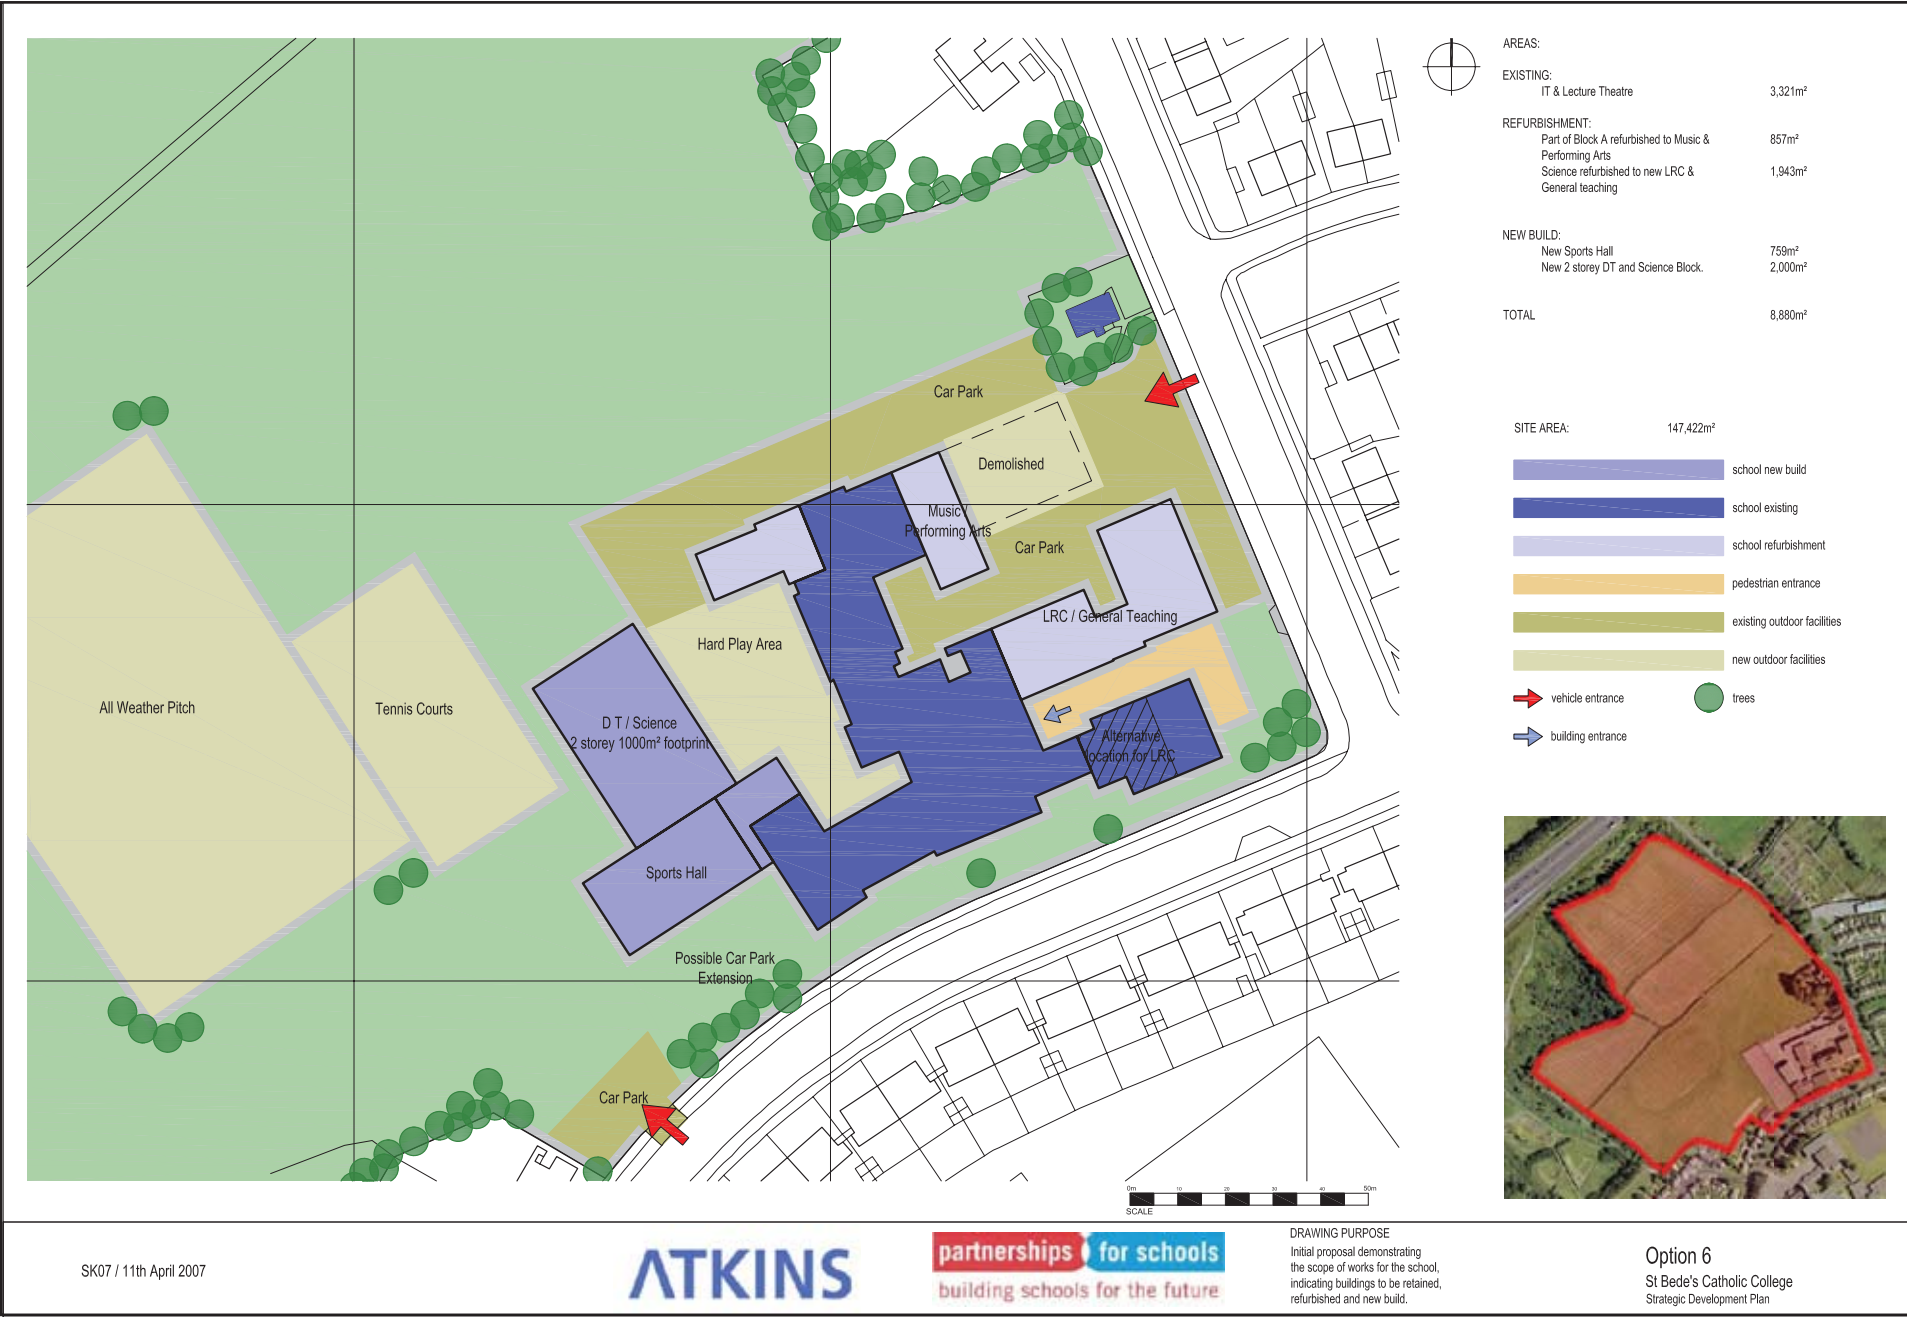 AREAS:
EXISTING:
IT & Lecture Theatre 3,321m²
REFURBISHMENT:
Part of Block A refurbished to Music & 857m²
Performing Arts
Science refurbished to new LRC & 1,943m²
General teaching
NEW BUILD:
New Sports Hall 759m²
New 2 storey DT and Science Block. 2,000m²
TOTAL 8,880m²
SITE AREA: 147,422m²
school new build
school existing
school refurbishment
pedestrian entrance
existing outdoor facilities
new outdoor facilities
vehicle entrance
trees
building entrance
Car Park
Demolished
Music /
Performing Arts
Car Park
LRC / General Teaching
Hard Play Area
All Weather Pitch
Tennis Courts
D T / Science
2 storey 1000m² footprint
Alternative
location for LRC
Sports Hall
Possible Car Park
Extension
Car Park
0m 10 20 30 40 50m
SCALE
SK07 / 11th April 2007
ATKINS
partnerships for schools
building schools for the future
DRAWING PURPOSE
Initial proposal demonstrating
the scope of works for the school,
indicating buildings to be retained,
refurbished and new build.
Option 6
St Bede's Catholic College
Strategic Development Plan